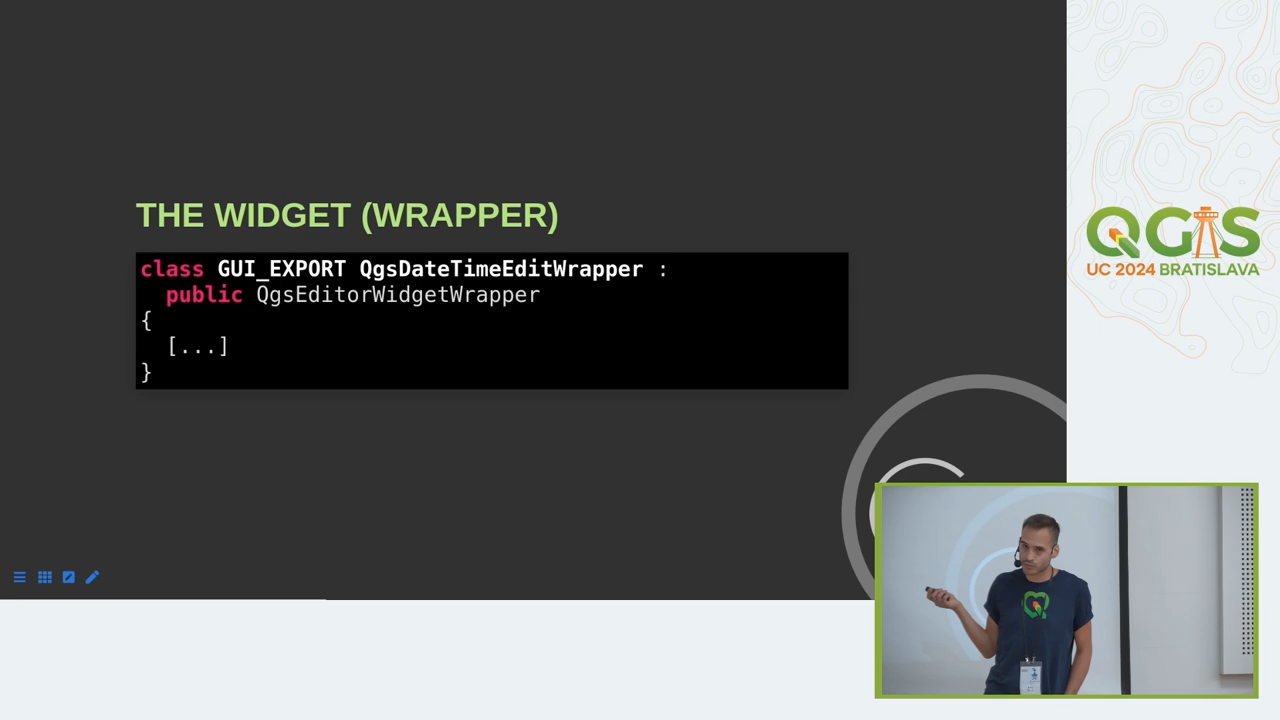 THE WIDGET (WRAPPER)
class GUI_EXPORT QgsDateTimeEditWrapper :
public QgsEditorWidgetWrapper
{
[...]
}
QGIS
UC 2024 BRATISLAVA